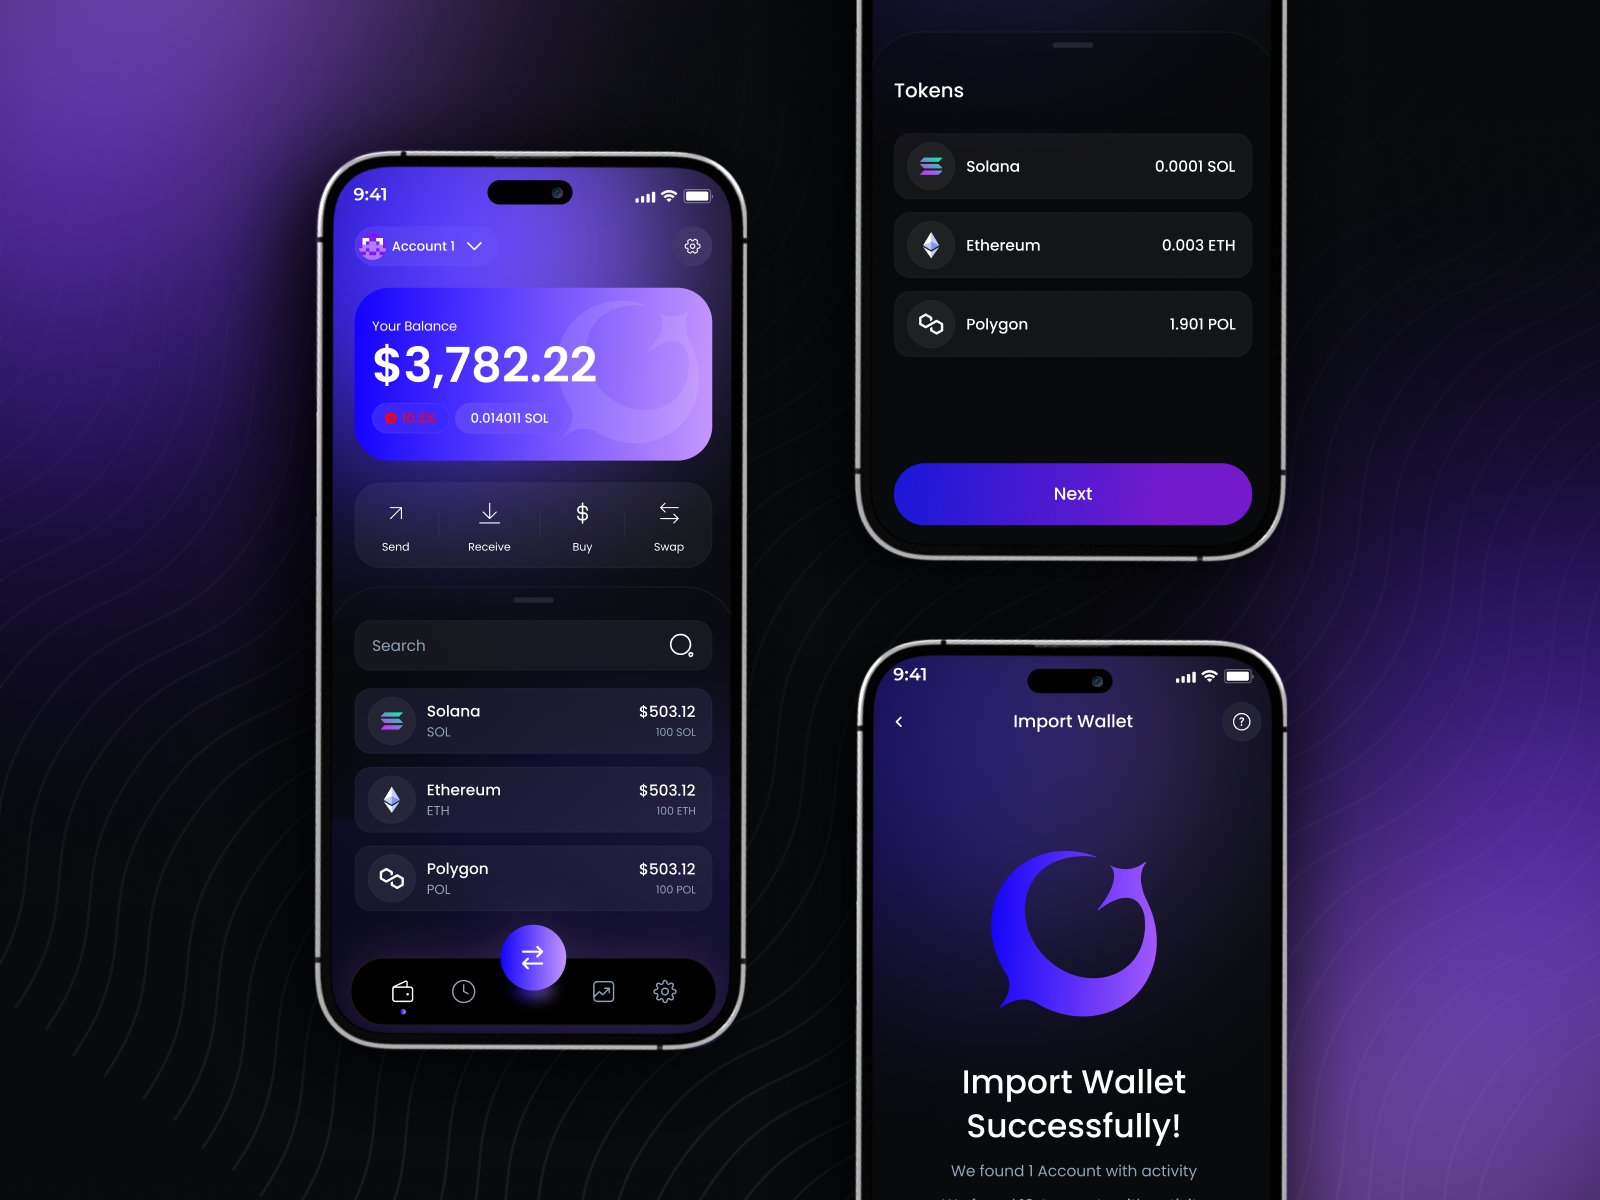 9:41
Account 1
Your Balance
$3,782.22
0.014011 SOL
Send Receive Buy Swap
Search
Solana $503.12
SOL 100 SOL
Ethereum $503.12
ETH 100 ETH
Polygon $503.12
POL 100 POL
Tokens
Solana 0.0001 SOL
Ethereum 0.003 ETH
Polygon 1.901 POL
Next
9:41
Import Wallet
Import Wallet
Successfully!
We found 1 Account with activity